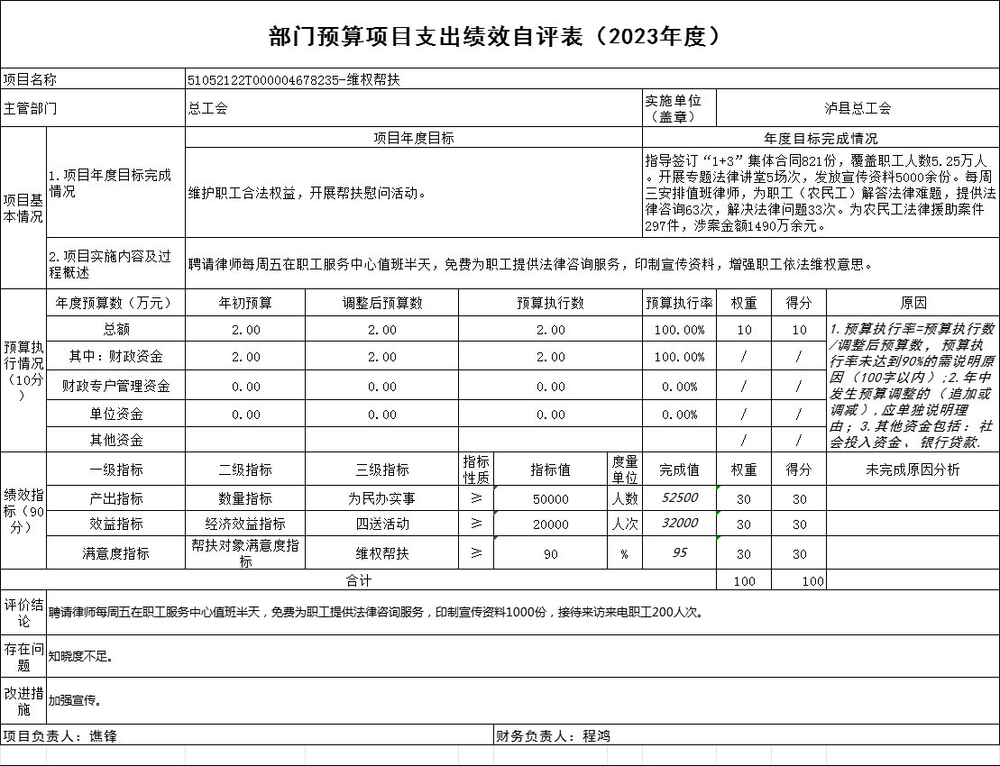 部门预算项目支出绩效自评表（2023年度）
项目名称
51052122T000004678235-维权帮扶
主管部门
总工会
实施单位
（盖章）
泸县总工会
项目基
本情况
1.项目年度目标完成
情况
项目年度目标
年度目标完成情况
维护职工合法权益，开展帮扶慰问活动。
指导签订“1+3”集体合同821份，覆盖职工人数5.25万人
。开展专题法律讲堂5场次，发放宣传资料5000余份。每周
三安排值班律师，为职工（农民工）解答法律难题，提供法
律咨询63次，解决法律问题33次。为农民工法律援助案件
297件，涉案金额1490万余元。
2.项目实施内容及过
程概述
聘请律师每周五在职工服务中心值班半天，免费为职工提供法律咨询服务，印制宣传资料，增强职工依法维权意思。
预算执
行情况
（10分
）
年度预算数（万元） 年初预算 调整后预算数 预算执行数 预算执行率 权重 得分 原因
总额 2.00 2.00 2.00 100.00% 10 10
其中：财政资金 2.00 2.00 2.00 100.00% / /
财政专户管理资金 0.00 0.00 0.00 0.00% / /
单位资金 0.00 0.00 0.00 0.00% / /
其他资金 / /
1.预算执行率=预算执行数
/调整后预算数，预算执
行率未达到90%的需说明原
因（100字以内）;2.年中
发生预算调整的（追加或
调减）,应单独说明理
由；3.其他资金包括：社
会投入资金、银行贷款.
绩效指
标（90
分）
一级指标 二级指标 三级指标 指标
性质 指标值 度量
单位 完成值 权重 得分 未完成原因分析
产出指标 数量指标 为民办实事 ≥ 50000 人数 52500 30 30
效益指标 经济效益指标 四送活动 ≥ 20000 人次 32000 30 30
满意度指标 帮扶对象满意度指
标 维权帮扶 ≥ 90 % 95 30 30
合计 100 100
评价结
论
聘请律师每周五在职工服务中心值班半天，免费为职工提供法律咨询服务，印制宣传资料1000份，接待来访来电职工200人次。
存在问
题
知晓度不足。
改进措
施
加强宣传。
项目负责人：谯锋
财务负责人：程鸿